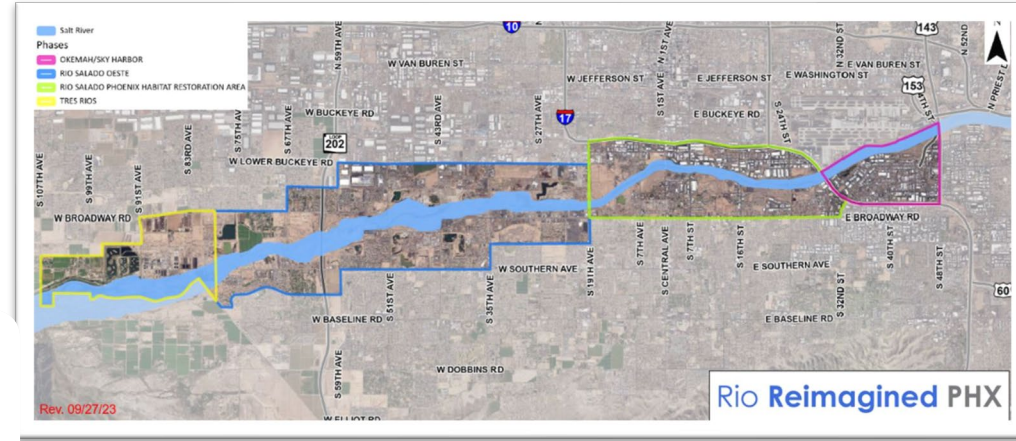 Salt River
Phases
OKEMAH/SKY HARBOR
RIO SALADO OESTE
RIO SALADO PHOENIX HABITAT RESTORATION AREA
TRES RIOS
N 59TH AVE
10
N 1ST AVE
N 32ND ST
143
N 52ND
W VAN BUREN ST
E VAN BUREN ST
W JEFFERSON ST
E JEFFERSON ST
E WASHINGTON ST
153
N PRIEST D
S 107TH AVE
S 99TH AVE
S 91ST AVE
S 83RD AVE
S 75TH AV
S 67TH AVE
W BUCKEYE RD
S 43RD AVE
S 27TH AVE
17
S 1ST AVE
E BUCKEYE RD
S 24TH ST
4TH ST
LOOP
202
W LOWER BUCKEYE RD
W BROADWAY RD
E BROADWAY RD
W SOUTHERN AVE
E SOUTHERN AVE
S 51ST AVE
S 35TH AVE
S 19TH AVE
S 7TH AVE
S CENTRAL AVE
S 7TH ST
S 16TH ST
S 32ND ST
S 40TH ST
S 48TH ST
60
W BASELINE RD
E BASELINE RD
S 59TH AVE
W DOBBINS RD
W ELLIOT RD
Rio Reimagined PHX
Rev. 09/27/23